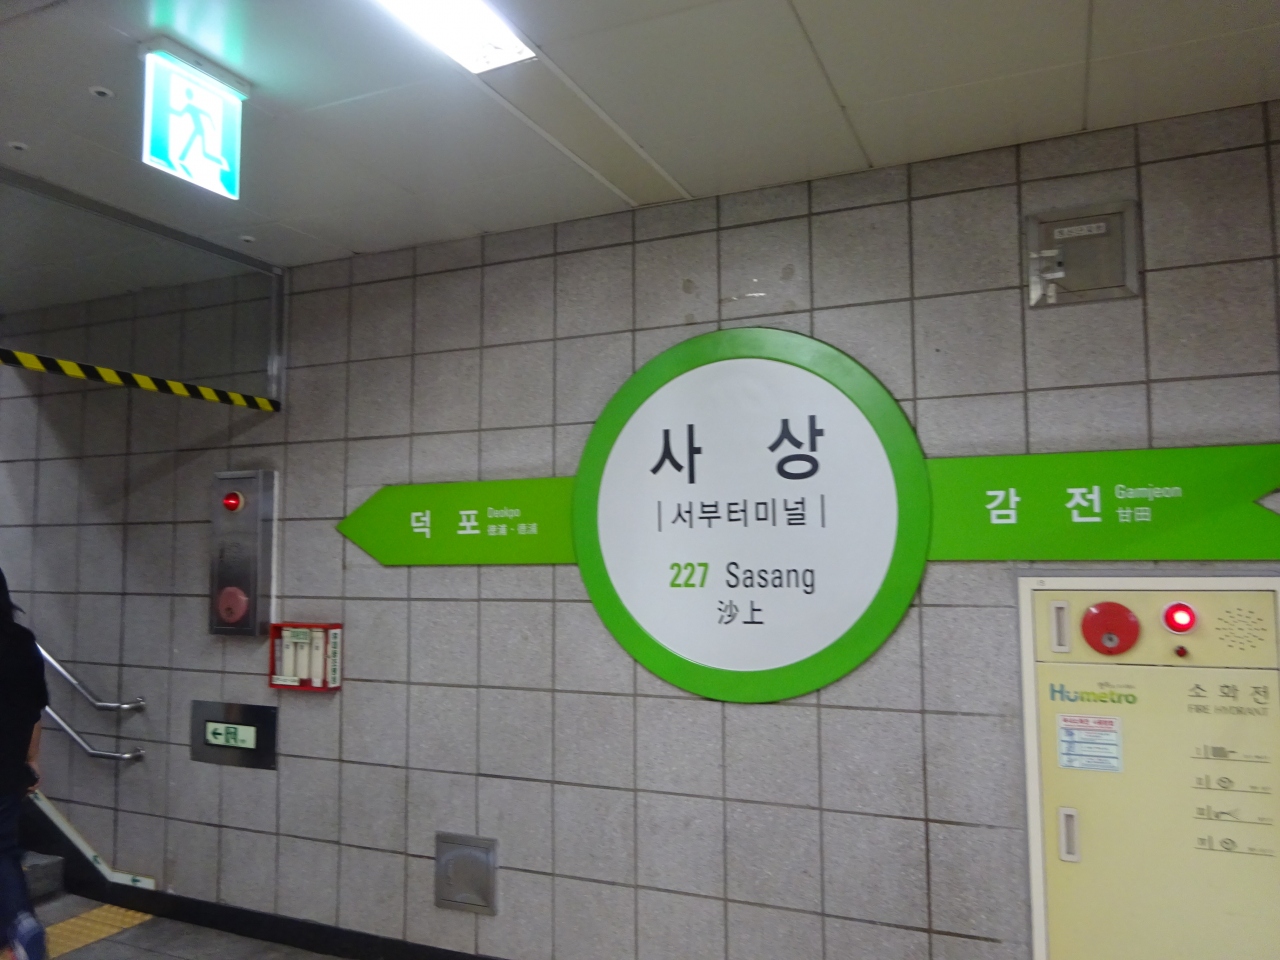 사 상
|서부터미널|
227 Sasang
沙上
덕 포
Deokpo
감 전
Gamjeon
甘田
Humetro
소 화 전
FIRE HYDRANT